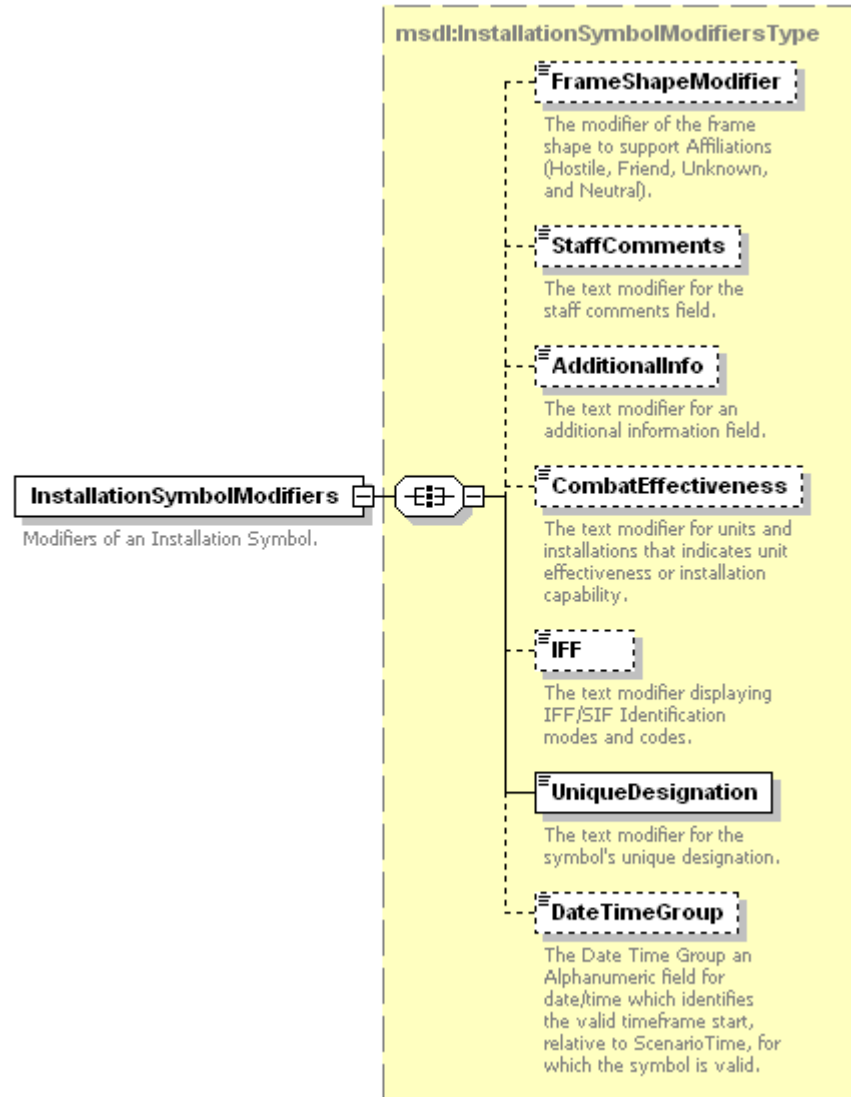 msdl:InstallationSymbolModifiersType
FrameShapeModifier
The modifier of the frame
shape to support Affiliations
(Hostile, Friend, Unknown,
and Neutral).
StaffComments
The text modifier for the
staff comments field.
AdditionalInfo
The text modifier for an
additional information field.
InstallationSymbolModifiers
Modifiers of an Installation Symbol.
CombatEffectiveness
The text modifier for units and
installations that indicates unit
effectiveness or installation
capability.
IFF
The text modifier displaying
IFF/SIF Identification
modes and codes.
UniqueDesignation
The text modifier for the
symbol's unique designation.
DateTimeGroup
The Date Time Group an
Alphanumeric field for
date/time which identifies
the valid timeframe start,
relative to ScenarioTime, for
which the symbol is valid.